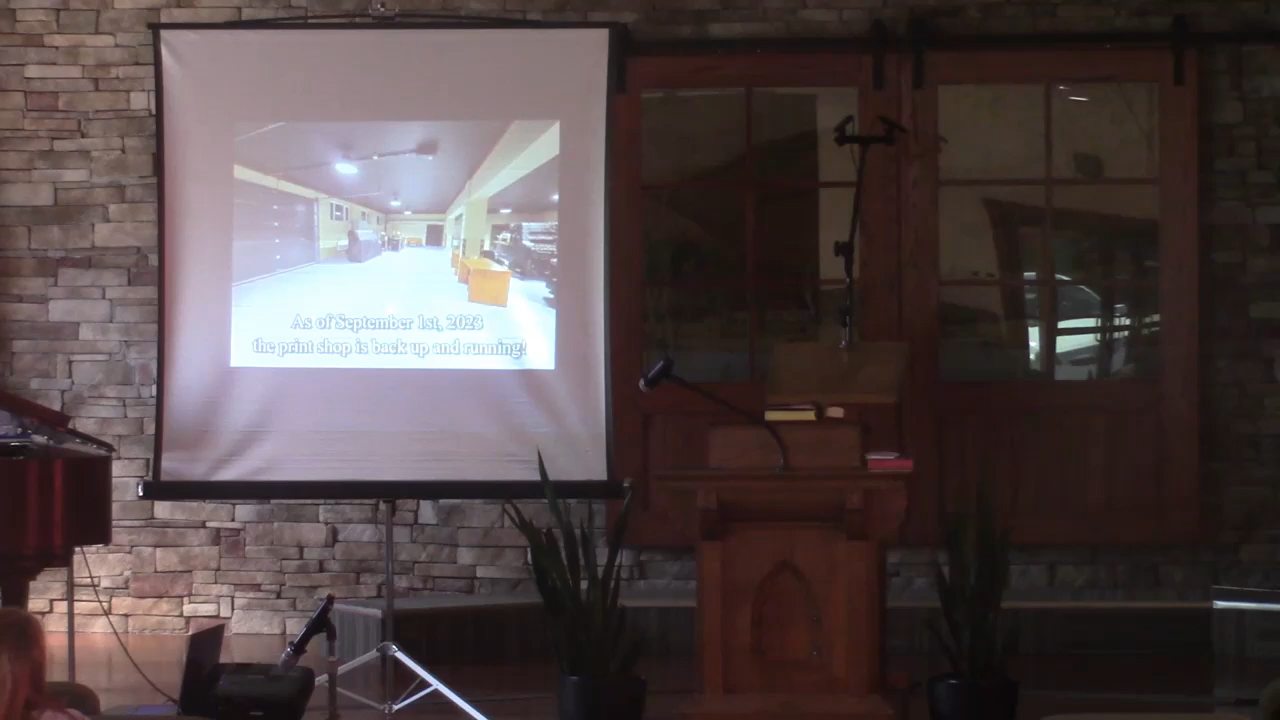 As of September 1st, 2023
the print shop is back up and running!